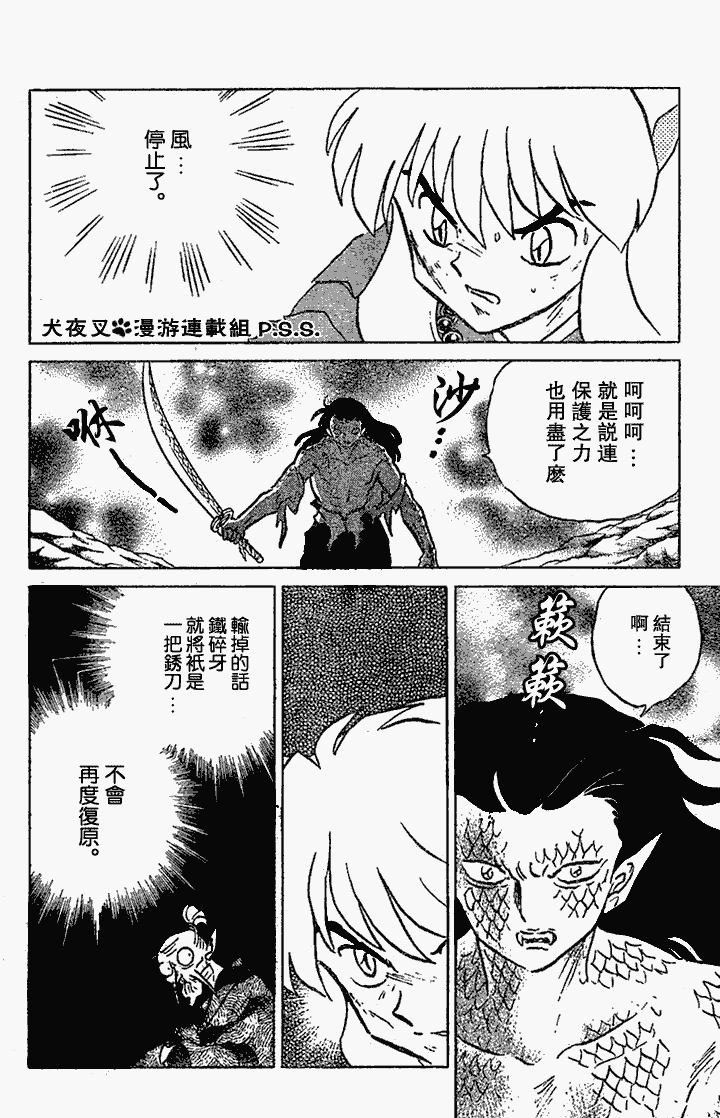 風…
停止了。
犬夜叉 漫游連載組 P.S.S.
呵呵呵…
就是說連
保護之力
也用盡了麽
沙…
咻
結束了
啊…
簌簌…
輸掉的話
鐵碎牙
就將衹是
一把銹刀…
不會
再度復原。